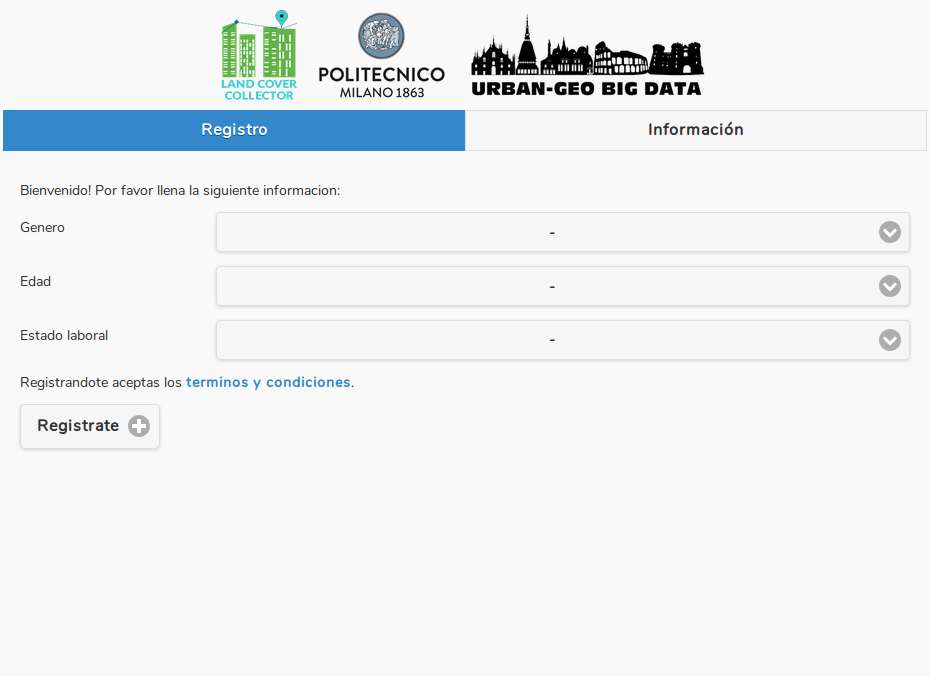 LAND COVER
COLLECTOR
POLITECNICO
MILANO 1863
URBAN-GEO BIG DATA
Registro
Información
Bienvenido! Por favor llena la siguiente informacion:
Genero
-
Edad
-
Estado laboral
-
Registrandote aceptas los terminos y condiciones.
Registrate